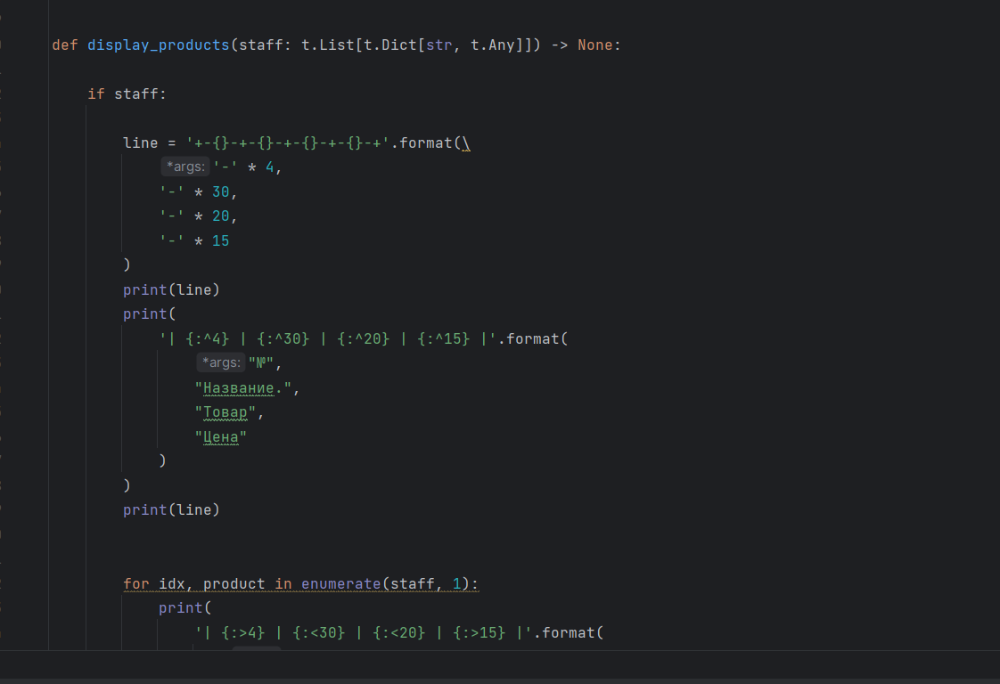 def display_products(staff: t.List[t.Dict[str, t.Any]]) -> None:
if staff:
line = '+-{}-+-{}-+-{}-+-{}-+'.format(\
*args: '-' * 4,
'-' * 30,
'-' * 20,
'-' * 15
)
print(line)
print(
'| {:^4} | {:^30} | {:^20} | {:^15} |'.format(
*args: "№",
"Название.",
"Товар",
"Цена"
)
)
print(line)
for idx, product in enumerate(staff, 1):
print(
'| {:>4} | {:<30} | {:<20} | {:>15} |'.format(